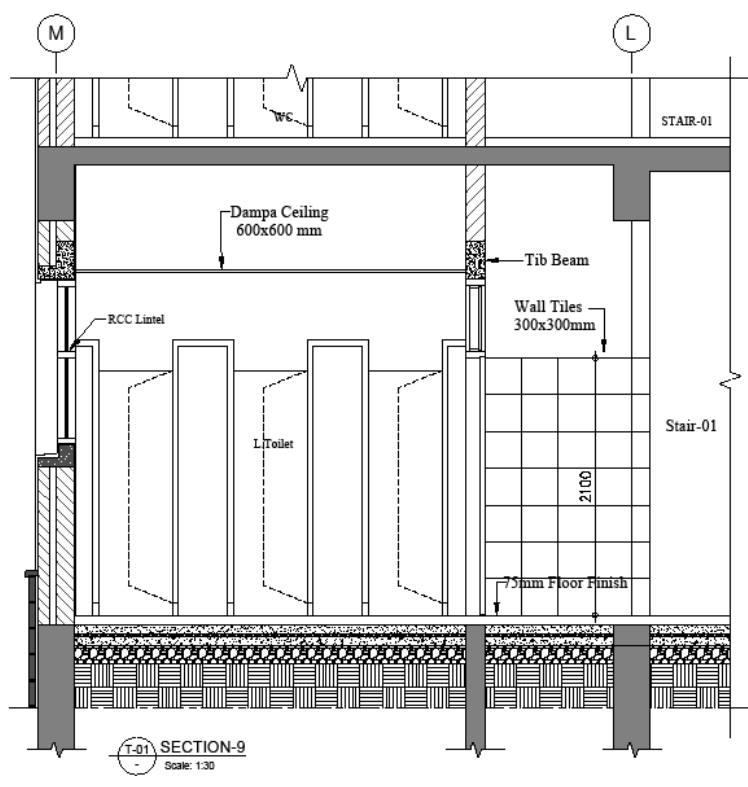 M
L
WC
STAIR-01
Dampa Ceiling
600x600 mm
Tib Beam
Wall Tiles
300x300mm
RCC Lintel
Stair-01
L.Toilet
2100
75mm Floor Finish
T-01
-
SECTION-9
Scale: 1:30